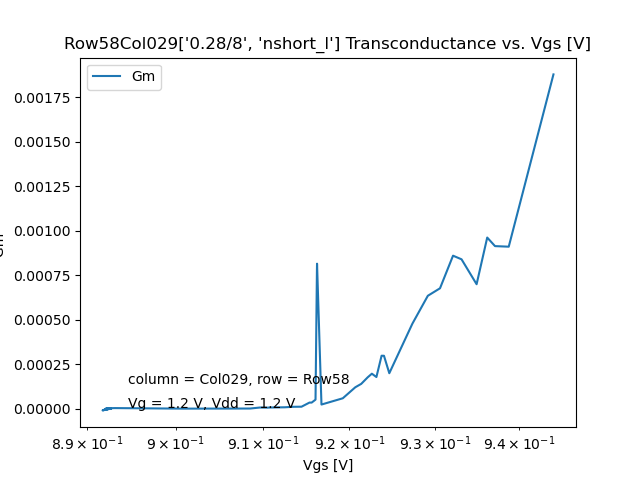 Row58Col029['0.28/8', 'nshort_l'] Transconductance vs. Vgs [V]
Gm
0.00175
0.00150
0.00125
0.00100
0.00075
0.00050
0.00025
0.00000
Gm
column = Col029, row = Row58
Vg = 1.2 V, Vdd = 1.2 V
8.9 × 10⁻¹ 9 × 10⁻¹ 9.1 × 10⁻¹ 9.2 × 10⁻¹ 9.3 × 10⁻¹ 9.4 × 10⁻¹
Vgs [V]